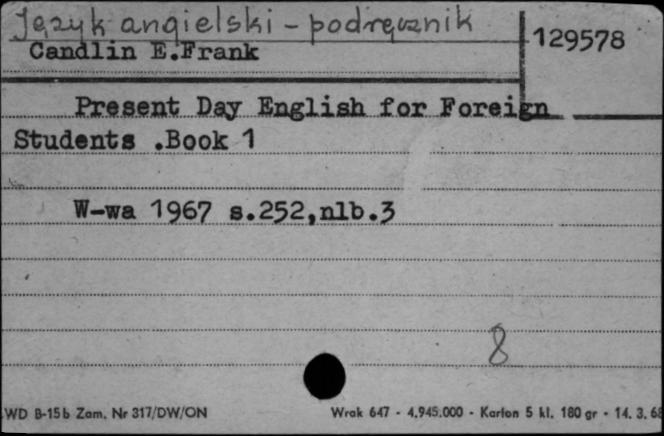 Język angielski - podręcznik
129578
Candlin E.Frank
Present Day English for Foreign
Students .Book 1
W-wa 1967 s.252,nlb.3
8
WD B-15b Zam. Nr 317/DW/ON Wrak 647 - 4,945.000 - Karton 5 kl. 180 gr - 14. 3. 68